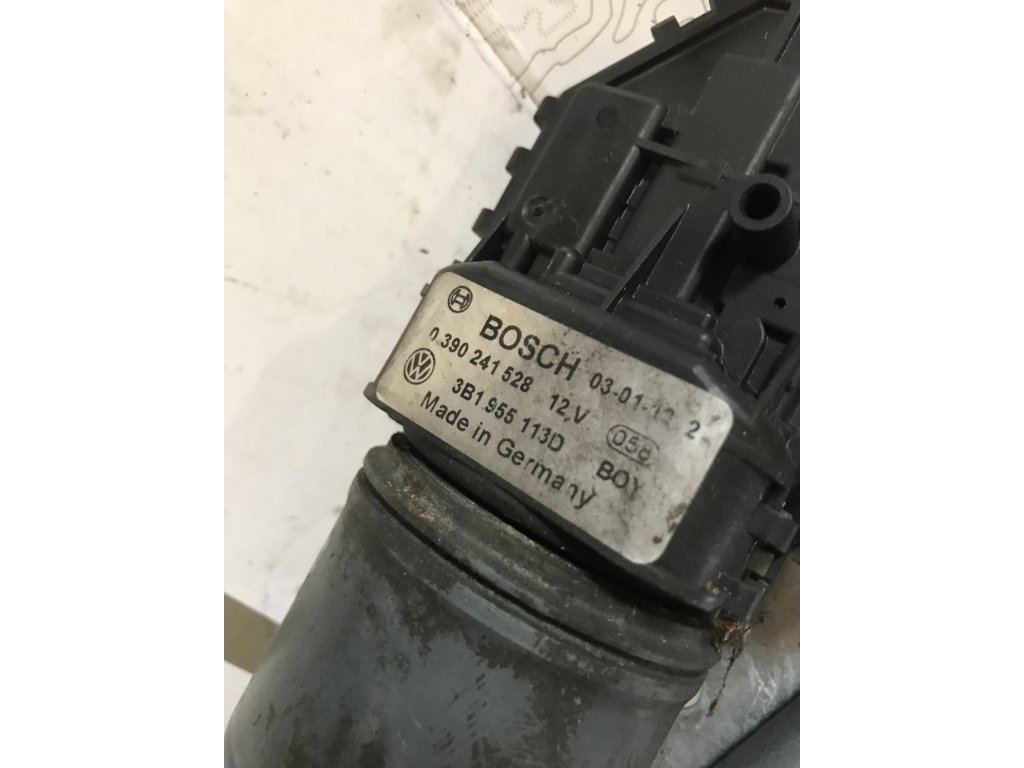 BOSCH
0 390 241 528 12 V 03-01- 2
3B1 955 113D 058
Made in Germany BOY